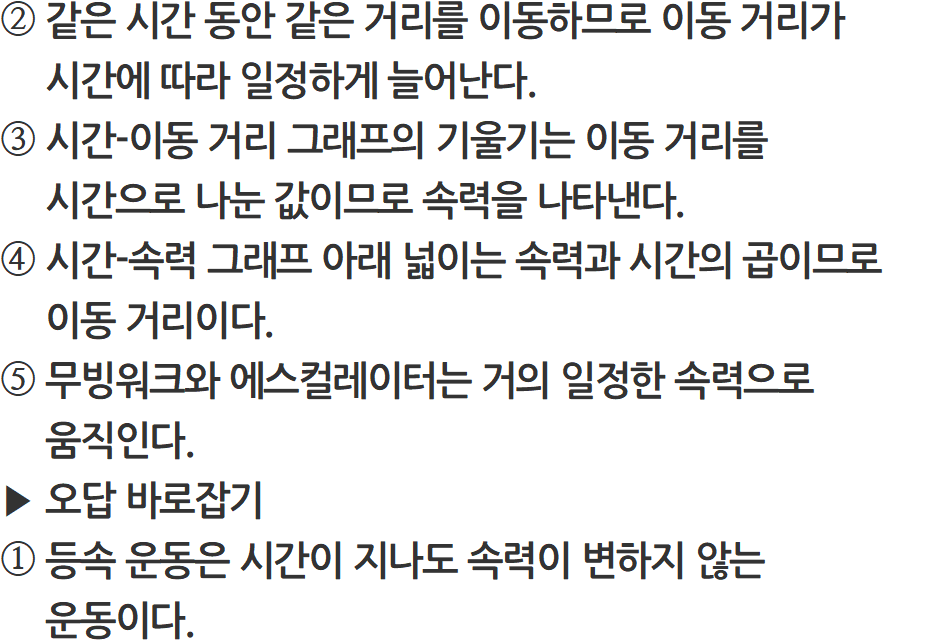 ② 같은 시간 동안 같은 거리를 이동하므로 이동 거리가
시간에 따라 일정하게 늘어난다.
③ 시간-이동 거리 그래프의 기울기는 이동 거리를
시간으로 나눈 값이므로 속력을 나타낸다.
④ 시간-속력 그래프 아래 넓이는 속력과 시간의 곱이므로
이동 거리이다.
⑤ 무빙워크와 에스컬레이터는 거의 일정한 속력으로
움직인다.
▶ 오답 바로잡기
① 등속 운동은 시간이 지나도 속력이 변하지 않는
운동이다.